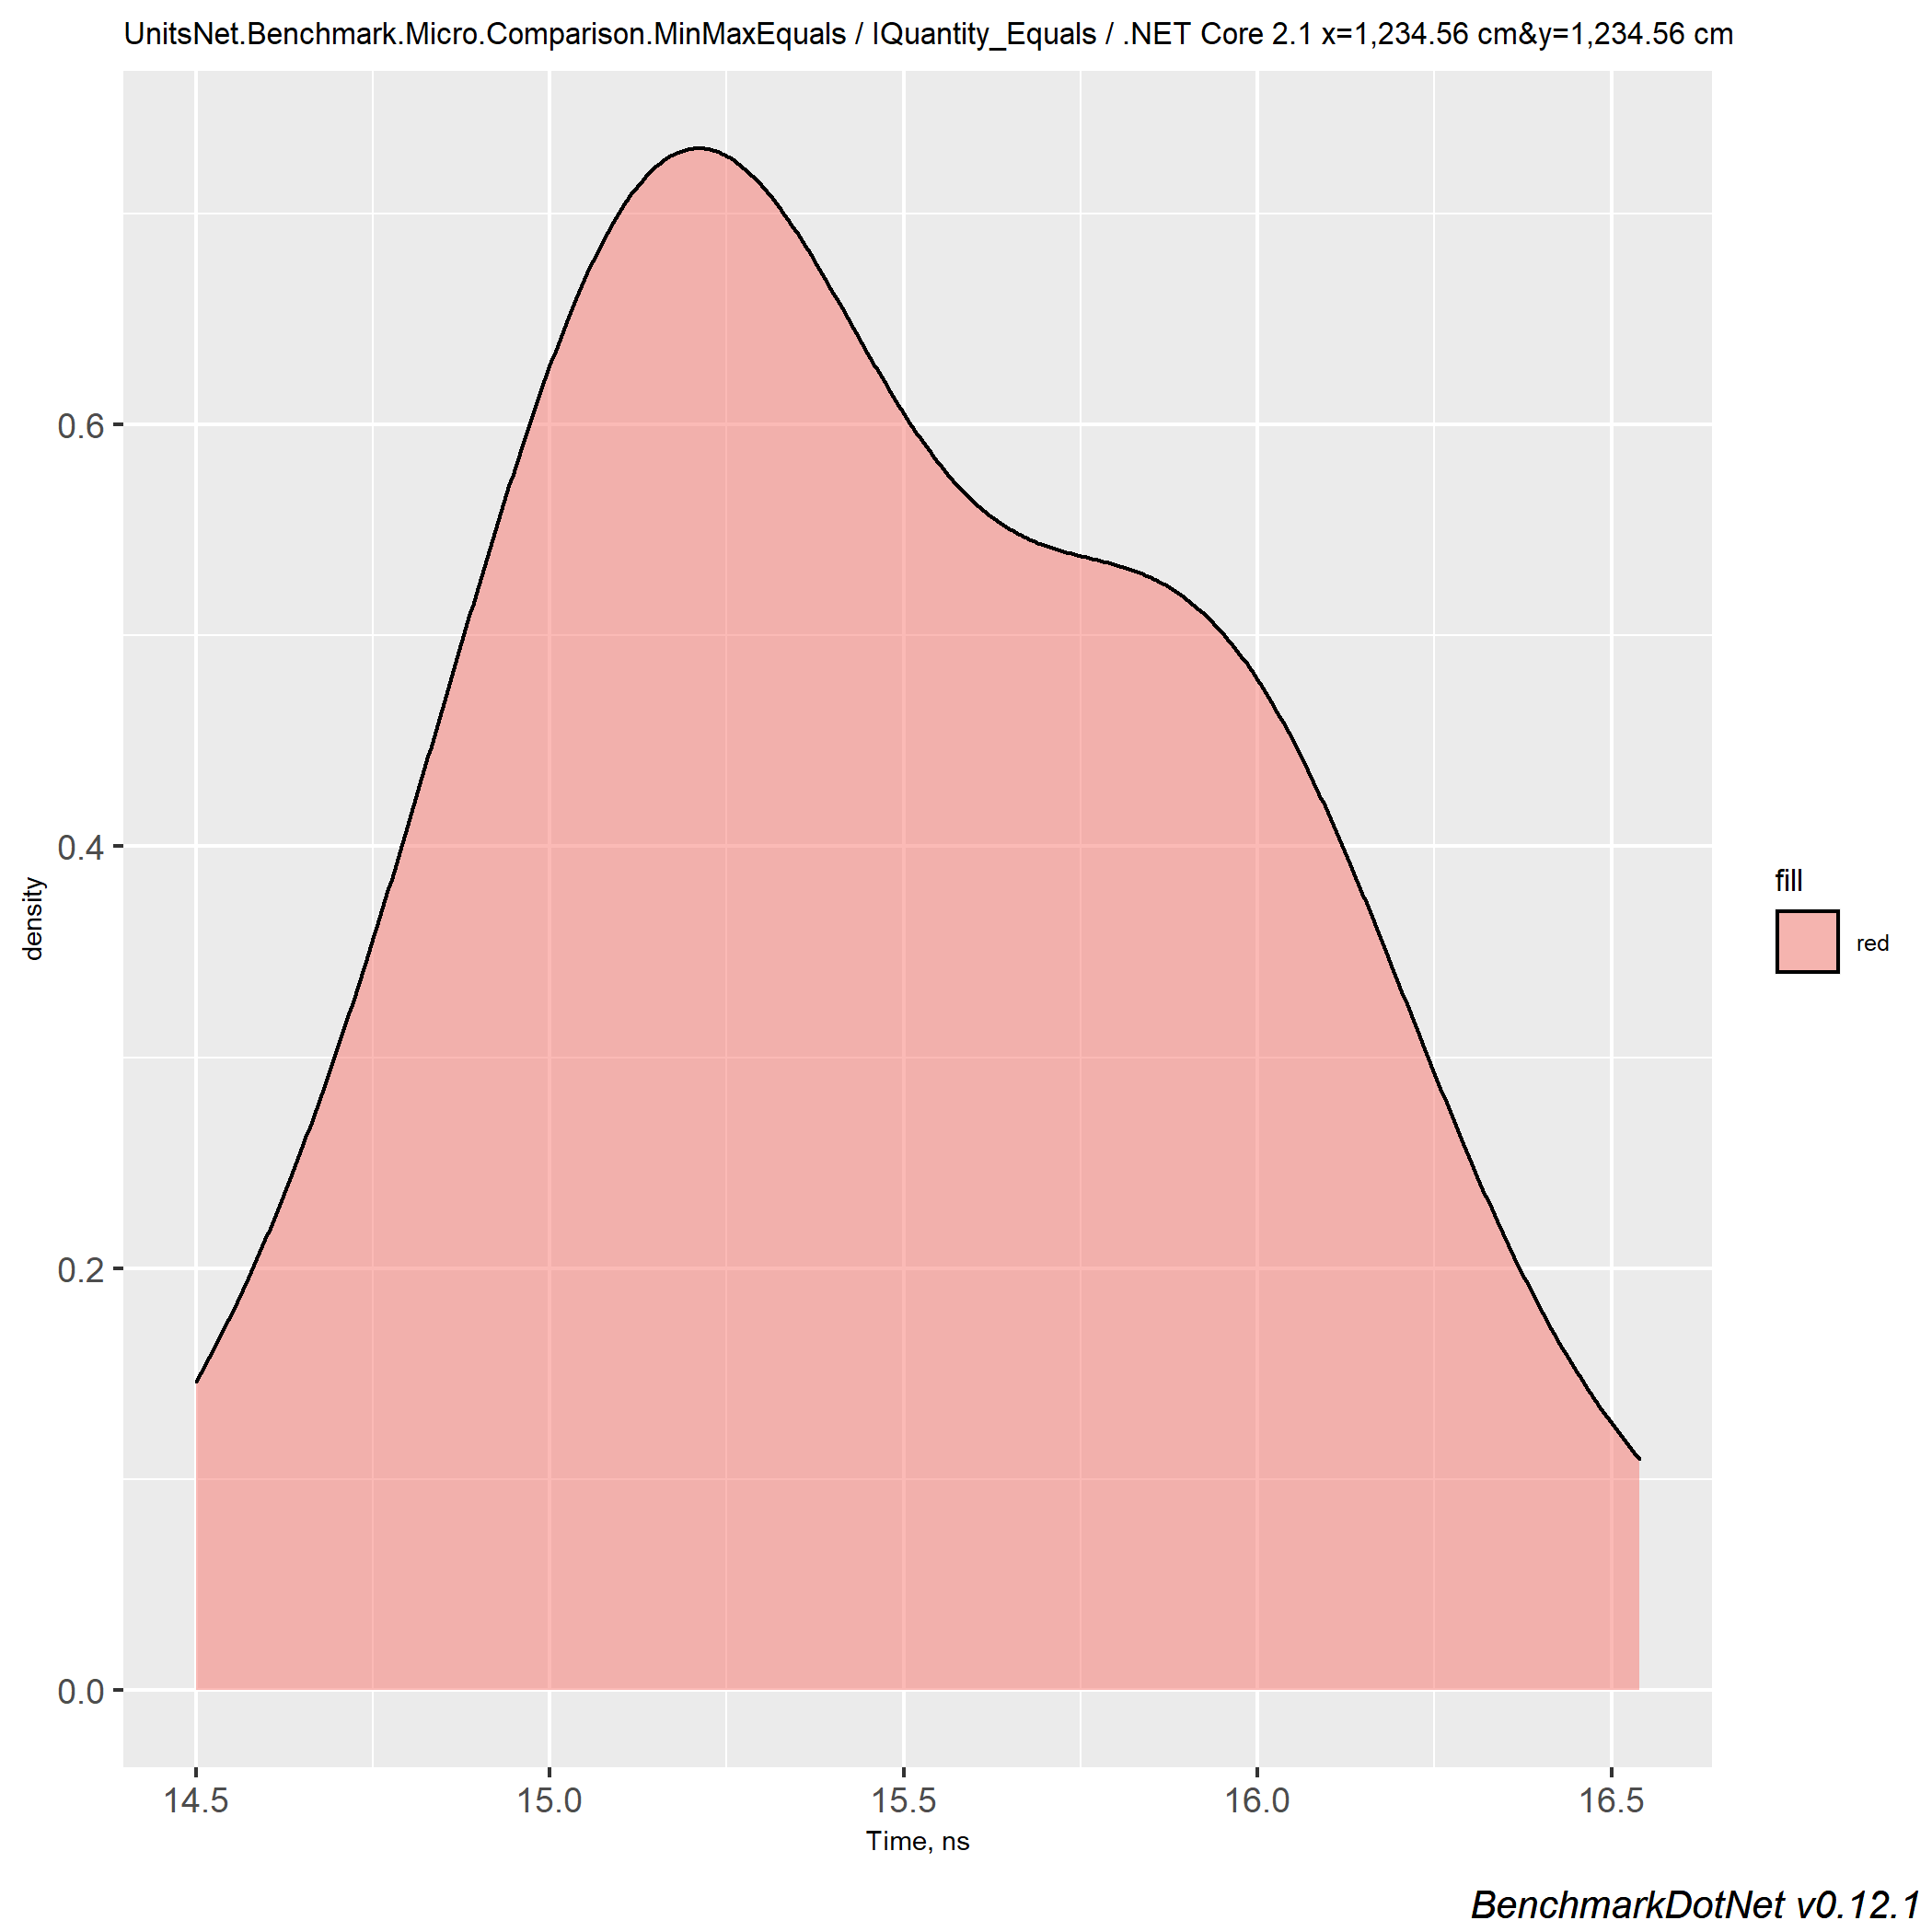 UnitsNet.Benchmark.Micro.Comparison.MinMaxEquals / IQuantity_Equals / .NET Core 2.1 x=1,234.56 cm&y=1,234.56 cm
density
0.6
0.4
0.2
0.0
14.5 15.0 15.5 16.0 16.5
Time, ns
fill
red
BenchmarkDotNet v0.12.1